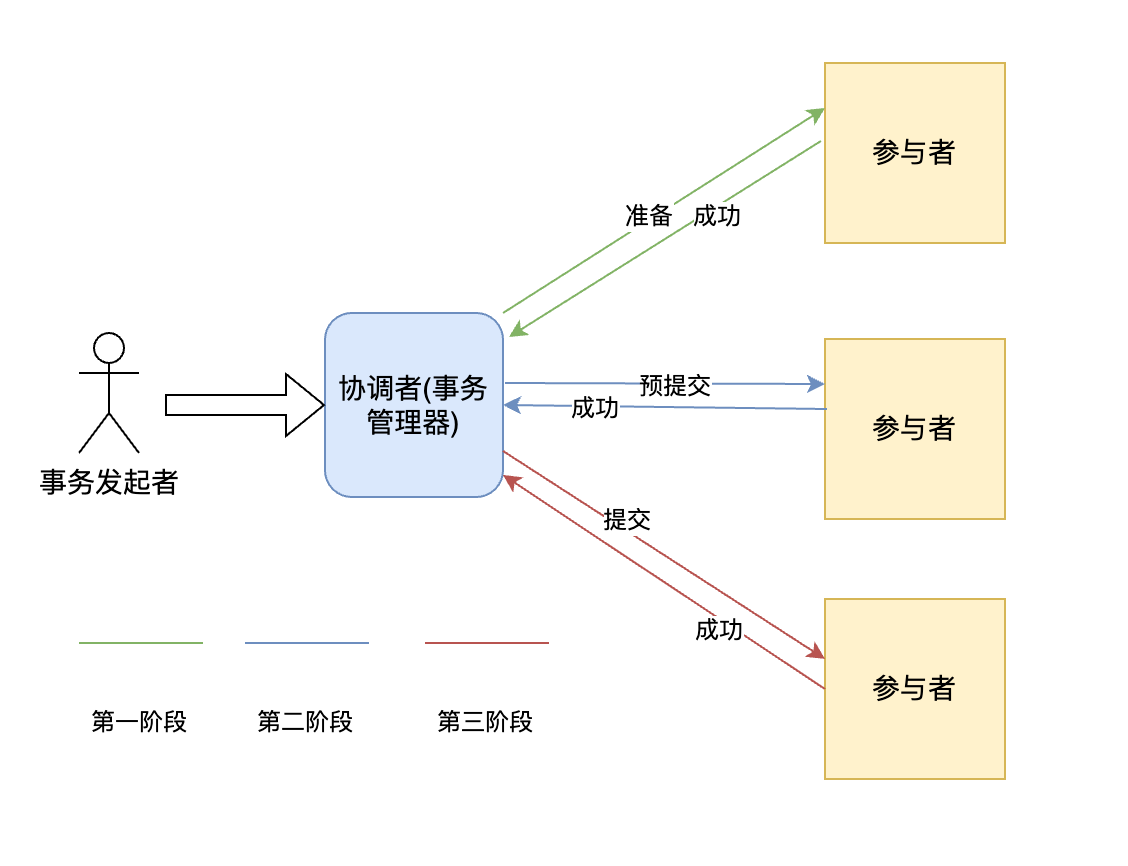 参与者
准备
成功
协调者(事务
管理器)
预提交
成功
参与者
事务发起者
提交
成功
参与者
第一阶段
第二阶段
第三阶段